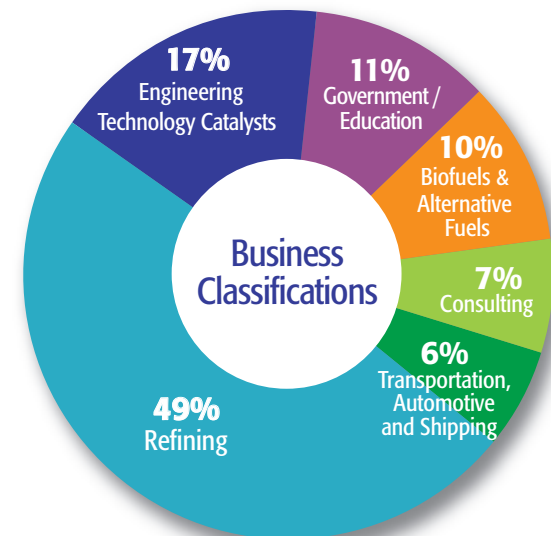 17%
Engineering
Technology Catalysts
11%
Government /
Education
10%
Biofuels &
Alternative
Fuels
Business
Classifications
7%
Consulting
6%
Transportation,
Automotive
and Shipping
49%
Refining